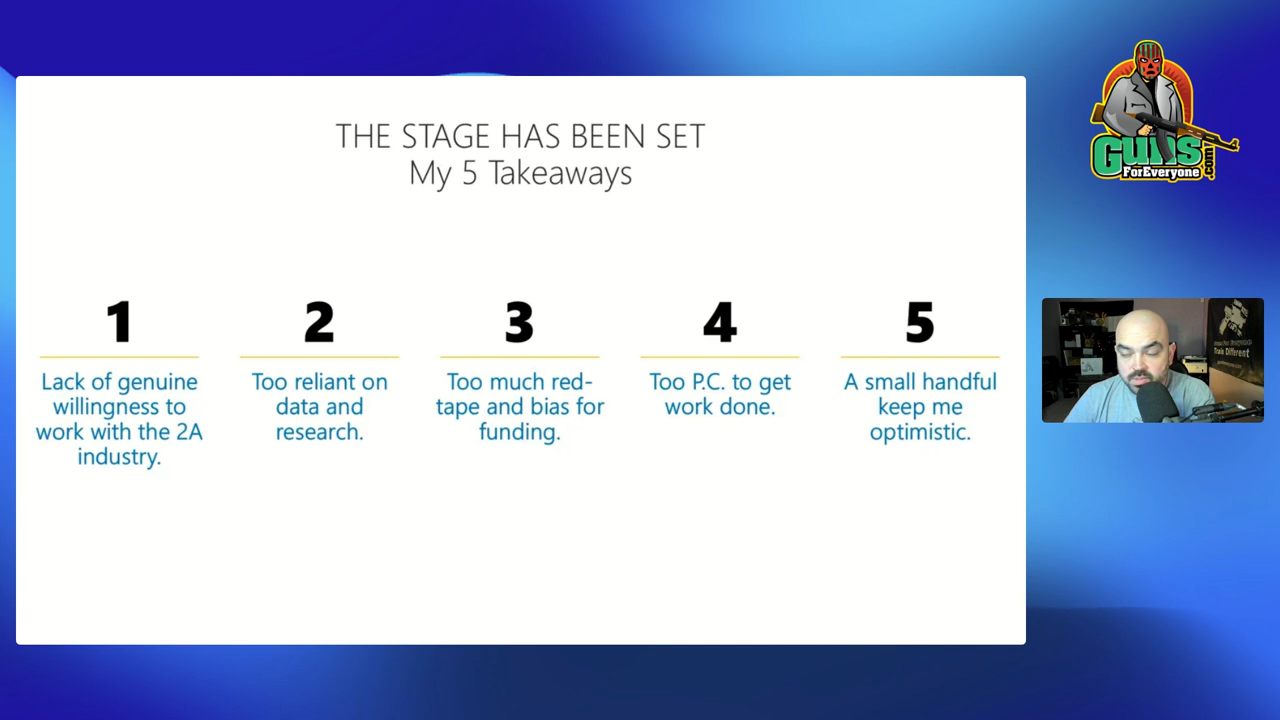 THE STAGE HAS BEEN SET
My 5 Takeaways
1
Lack of genuine
willingness to
work with the 2A
industry.
2
Too reliant on
data and
research.
3
Too much red-
tape and bias for
funding.
4
Too P.C. to get
work done.
5
A small handful
keep me
optimistic.
GUnS
ForEveryone
.com
Train Different